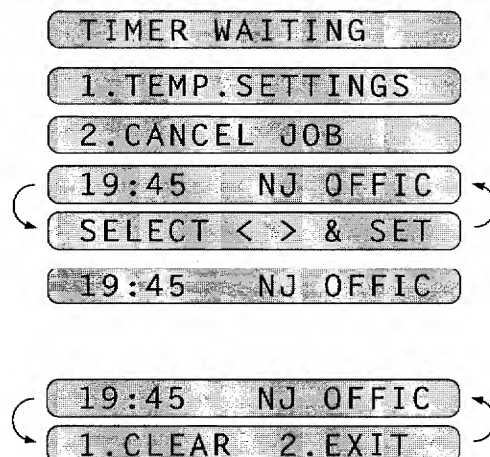 TIMER WAITING
1.TEMP.SETTINGS
2.CANCEL JOB
19:45 NJ OFFIC
SELECT < > & SET
19:45 NJ OFFIC
19:45 NJ OFFIC
1.CLEAR 2.EXIT